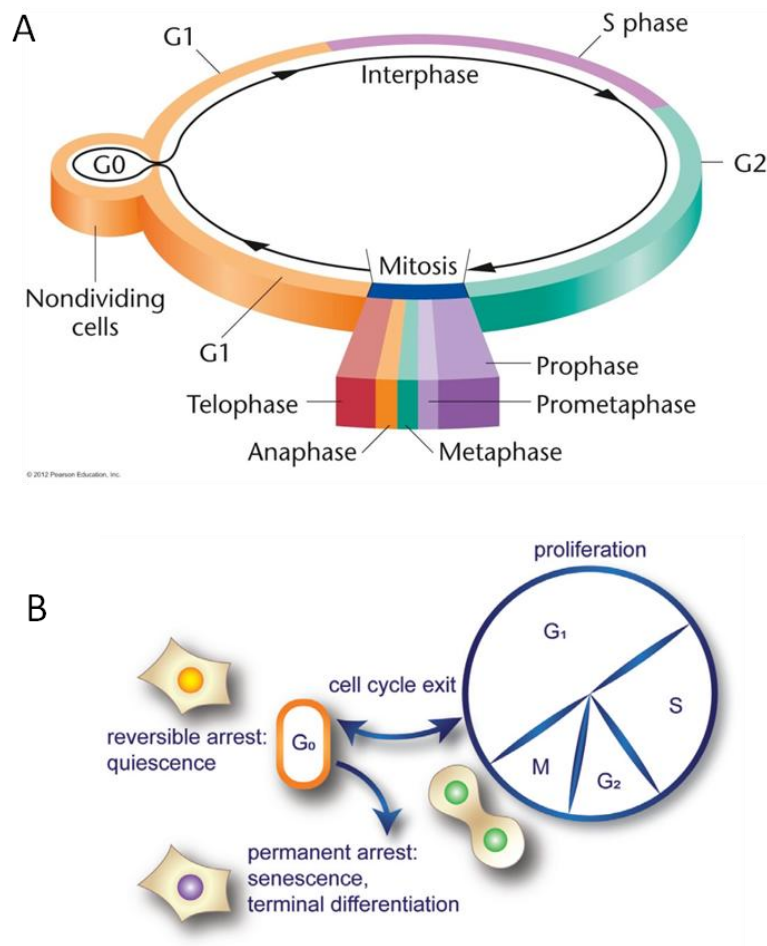 A
G1
S phase
Interphase
G0
G2
Mitosis
Nondividing
cells
G1
Prophase
Telophase
Prometaphase
Anaphase
Metaphase
© 2012 Pearson Education, Inc.
B
proliferation
G₁
cell cycle exit
S
reversible arrest:
quiescence
G₀
M
G₂
permanent arrest:
senescence,
terminal differentiation